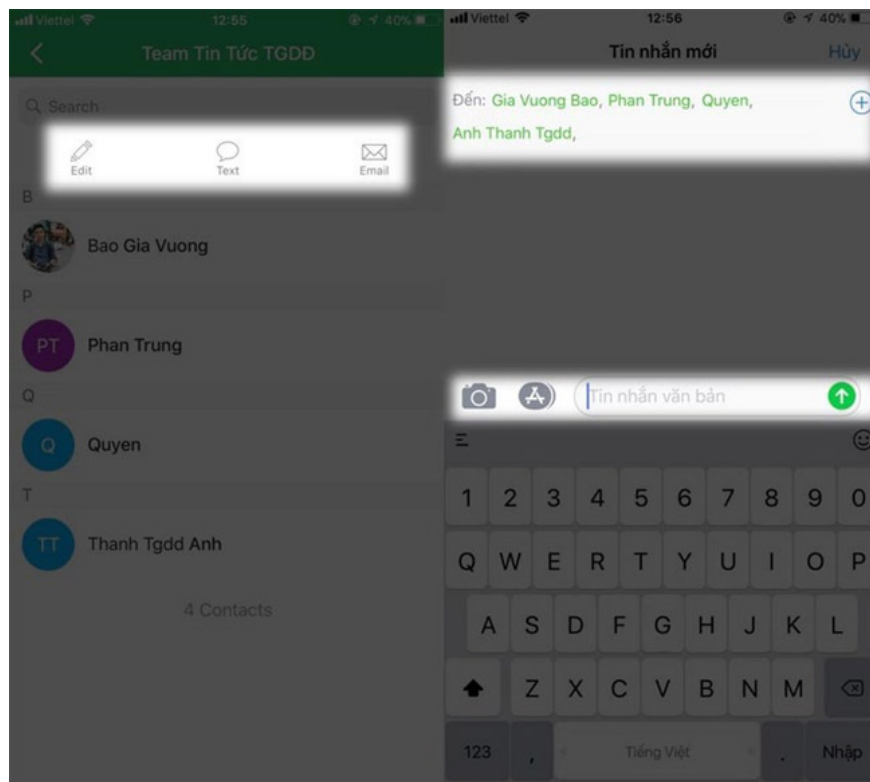 Viettel 12:55 40%
Team Tin Tức TGDĐ
Search
Edit Text Email
B
Bao Gia Vuong
P
PT Phan Trung
Q
Q Quyen
T
TT Thanh Tgdd Anh
4 Contacts
Viettel 12:56 40%
Tin nhắn mới Hủy
Đến: Gia Vuong Bao, Phan Trung, Quyen,
Anh Thanh Tgdd,
Tin nhắn văn bản
1 2 3 4 5 6 7 8 9 0
Q W E R T Y U I O P
A S D F G H J K L
Z X C V B N M
123 , Tiếng Việt . Nhập